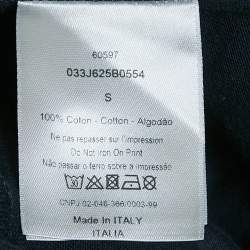 60597
033J625B0554
S
100% Coton - Cotton - Algodão
Ne pas repasser sur l'impression
Do Not Iron On Print
Não passar o ferro sobre a impressão
CNPJ 02-046-366.0003-99
Made In ITALY
ITALIA